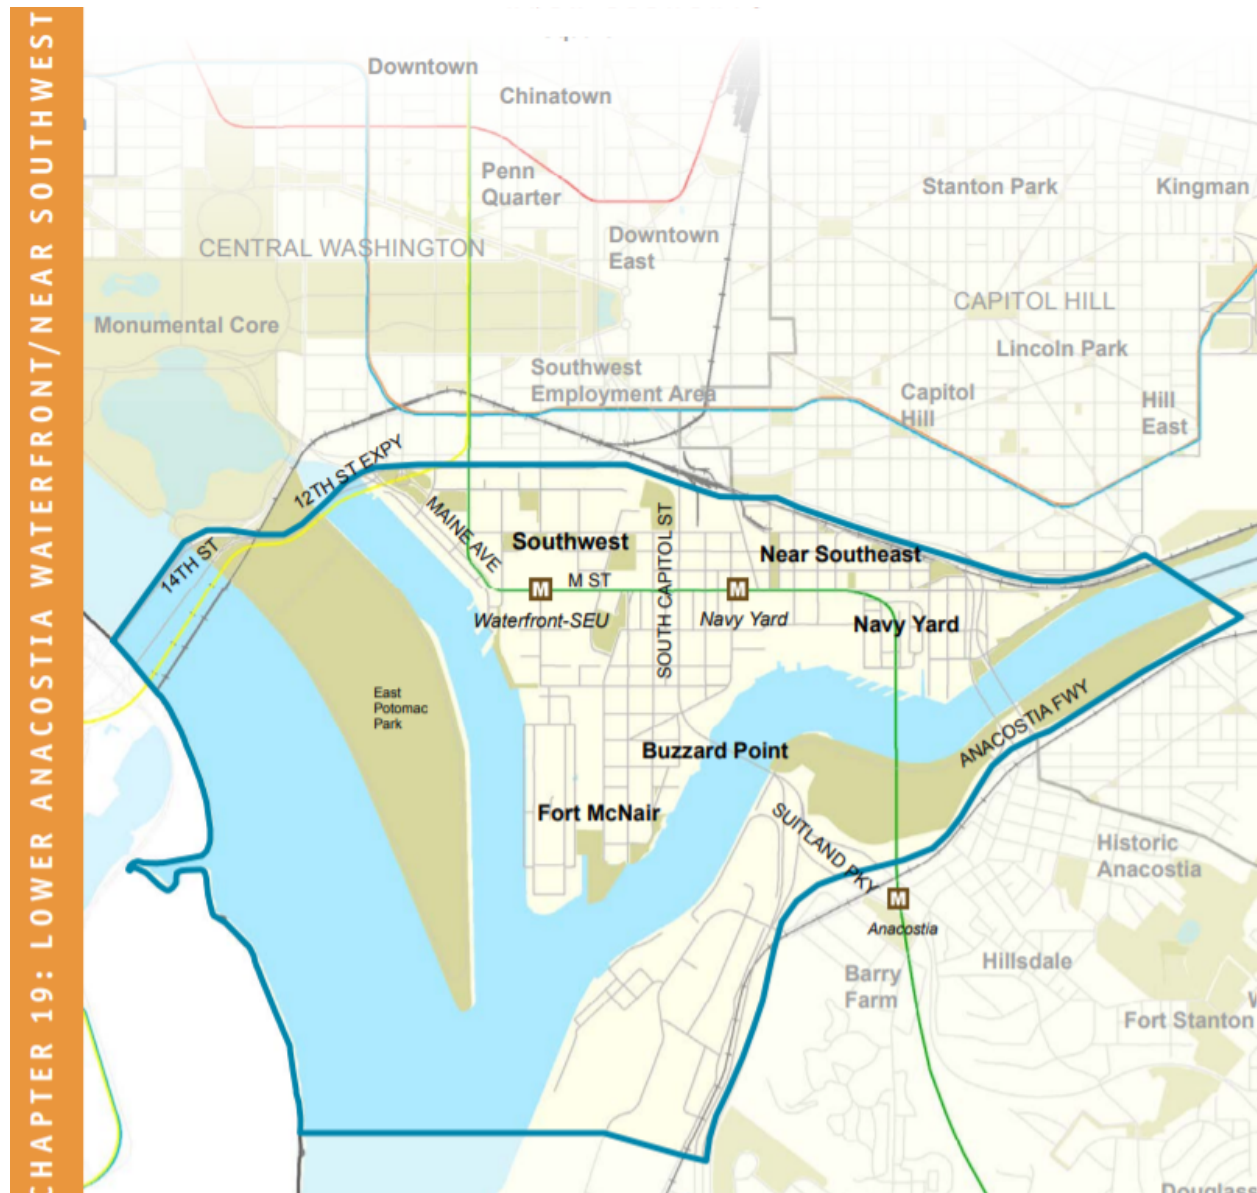 CHAPTER 19: LOWER ANACOSTIA WATERFRONT/NEAR SOUTHWEST
Downtown
Chinatown
Penn
Quarter
Stanton Park
Kingman
CENTRAL WASHINGTON
Downtown
East
CAPITOL HILL
Monumental Core
Lincoln Park
Southwest
Employment Area
Capitol
Hill
Hill
East
12TH ST EXPY
MAINE AVE
14TH ST
Southwest
SOUTH CAPITOL ST
Near Southeast
M ST
M
M
Waterfront-SEU
Navy Yard
Navy Yard
East
Potomac
Park
ANACOSTIA FWY
Buzzard Point
Fort McNair
SUITLAND PKY
Historic
Anacostia
M
Anacostia
Barry
Farm
Hillsdale
Fort Stanton
Douglass